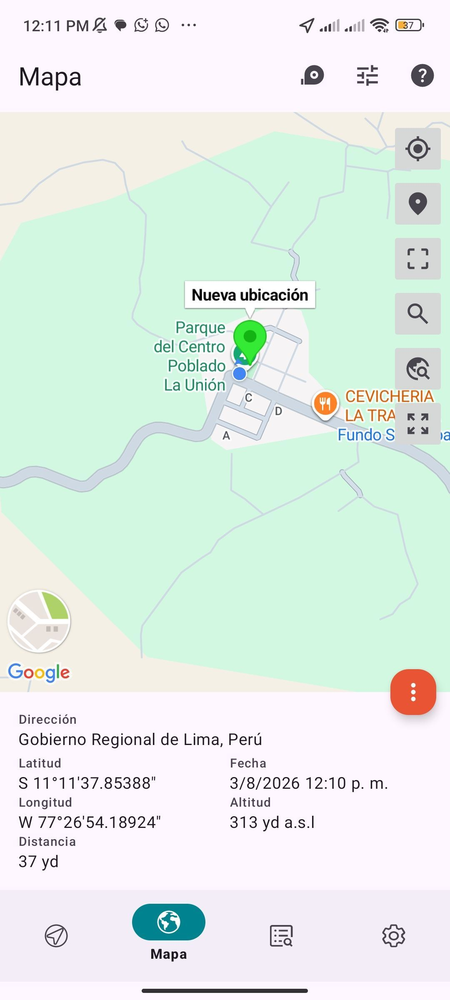 12:11 PM
37
Mapa
Nueva ubicación
Parque
del Centro
Poblado
La Unión
C
D
A
CEVICHERIA
LA TRA
Fundo S
Google
Dirección
Gobierno Regional de Lima, Perú
Latitud
S 11°11'37.85388"
Fecha
3/8/2026 12:10 p. m.
Longitud
W 77°26'54.18924"
Altitud
313 yd a.s.l
Distancia
37 yd
Mapa